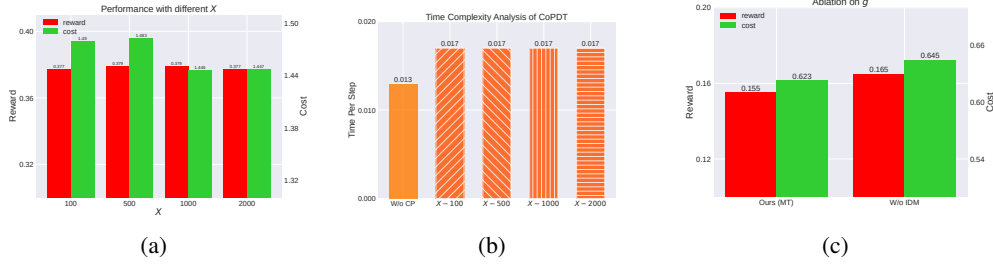 Performance with different X
reward
cost
0.40
0.36
0.32
Reward
1.50
1.44
1.38
1.32
Cost
0.377
1.48
0.379
1.483
0.379
1.446
0.377
1.447
100
500
1000
2000
X
(a)
Time Complexity Analysis of CoPDT
0.020
0.010
0.000
Time Per Step
0.013
0.017
0.017
0.017
0.017
W/o CP
X − 100
X − 500
X − 1000
X − 2000
(b)
Ablation on g
reward
cost
0.20
0.16
0.12
Reward
0.66
0.60
0.54
Cost
0.155
0.623
0.165
0.645
Ours (MT)
W/o IDM
(c)